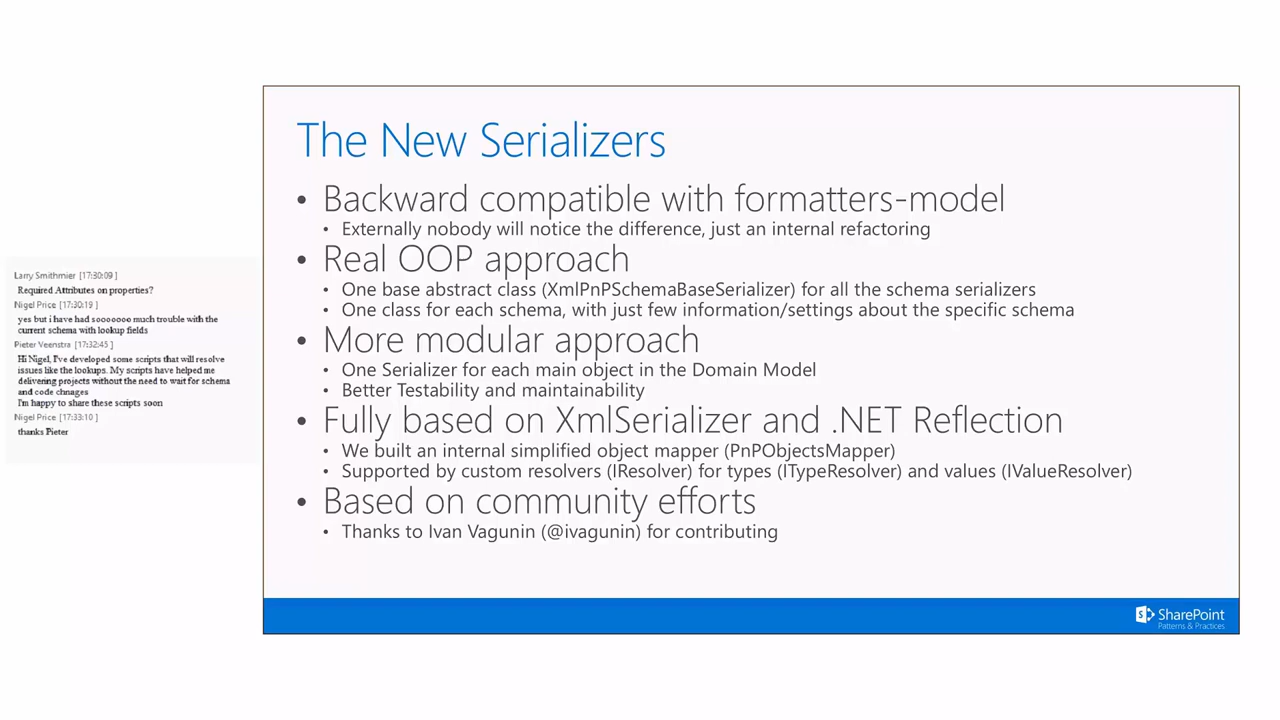 Larry Smithmier [17:30:09 ]
Required Attributes on properties?
Nigel Price [17:30:19 ]
yes but i have had sooooooo much trouble with the
current schema with lookup fields
Pieter Veenstra [17:32:45 ]
Hi Nigel, I've developed some scripts that will resolve
issues like the lookups. My scripts have helped me
delivering projects without the need to wait for schema
and code chnages
I'm happy to share these scripts soon
Nigel Price [17:33:10 ]
thanks Pieter
The New Serializers
• Backward compatible with formatters-model
• Externally nobody will notice the difference, just an internal refactoring
• Real OOP approach
• One base abstract class (XmlPnPSchemaBaseSerializer) for all the schema serializers
• One class for each schema, with just few information/settings about the specific schema
• More modular approach
• One Serializer for each main object in the Domain Model
• Better Testability and maintainability
• Fully based on XmlSerializer and .NET Reflection
• We built an internal simplified object mapper (PnPObjectsMapper)
• Supported by custom resolvers (IResolver) for types (ITypeResolver) and values (IValueResolver)
• Based on community efforts
• Thanks to Ivan Vagunin (@ivagunin) for contributing
S SharePoint
Patterns & Practices